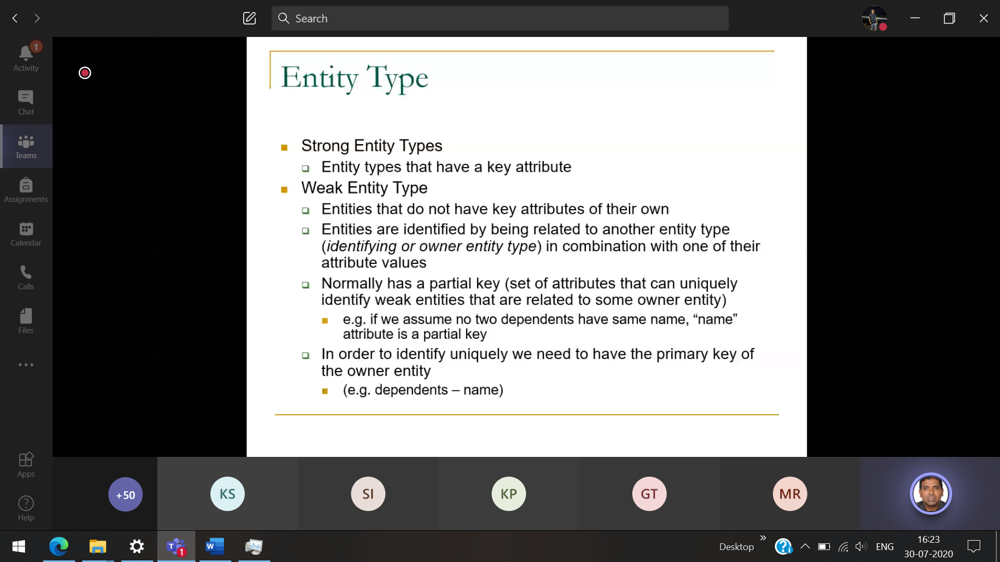 Search
1
Activity
Chat
Teams
Assignments
Calendar
Calls
Files
Apps
Help
Entity Type
Strong Entity Types
Entity types that have a key attribute
Weak Entity Type
Entities that do not have key attributes of their own
Entities are identified by being related to another entity type
(identifying or owner entity type) in combination with one of their
attribute values
Normally has a partial key (set of attributes that can uniquely
identify weak entities that are related to some owner entity)
e.g. if we assume no two dependents have same name, “name”
attribute is a partial key
In order to identify uniquely we need to have the primary key of
the owner entity
(e.g. dependents – name)
+50
KS
SI
KP
GT
MR
T
1
W
Desktop
ENG
16:23
30-07-2020